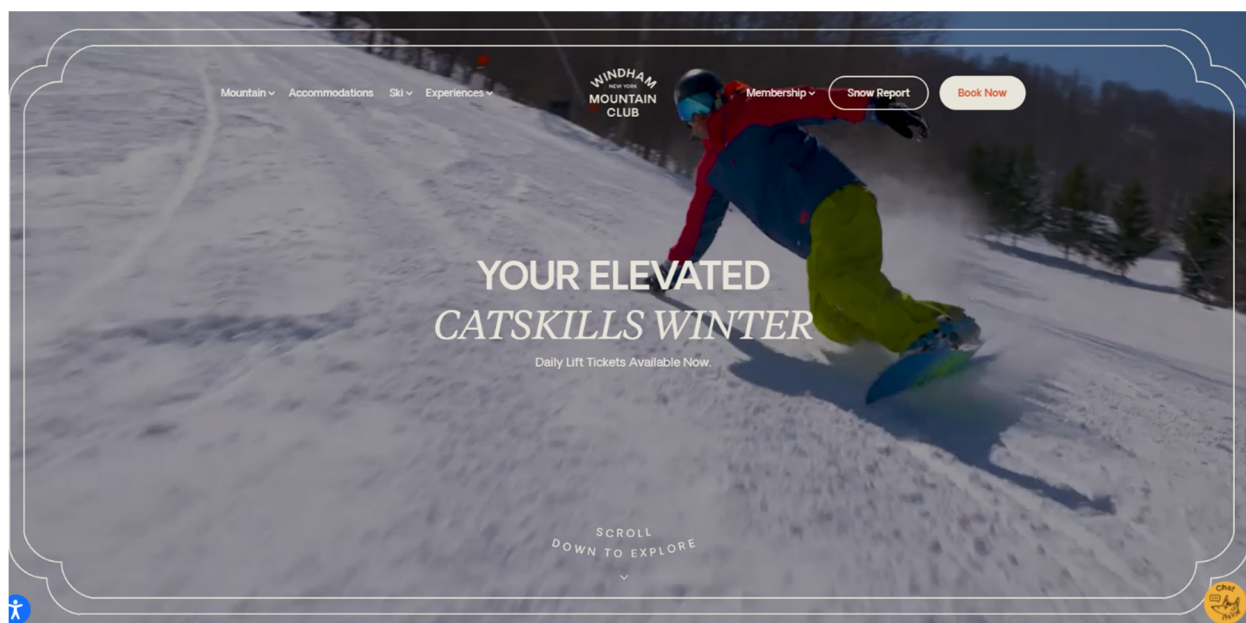 Mountain
Accommodations
Ski
Experiences
WINDHAM
NEW YORK
MOUNTAIN
CLUB
Membership
Snow Report
Book Now
YOUR ELEVATED
CATSKILLS WINTER
Daily Lift Tickets Available Now.
SCROLL
DOWN TO EXPLORE
Chat